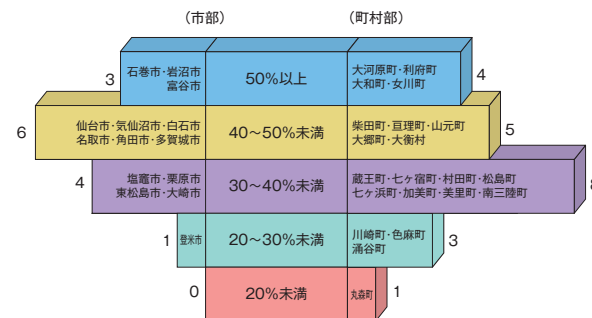 （市部）
（町村部）
3
石巻市・岩沼市
富谷市
50%以上
大河原町・利府町
大和町・女川町
4
6
仙台市・気仙沼市・白石市
名取市・角田市・多賀城市
40〜50%未満
柴田町・亘理町・山元町
大郷町・大衡村
5
4
塩竈市・栗原市
東松島市・大崎市
30〜40%未満
蔵王町・七ヶ宿町・村田町・松島町
七ヶ浜町・加美町・美里町・南三陸町
8
1
登米市
20〜30%未満
川崎町・色麻町
涌谷町
3
0
20%未満
丸森町
1